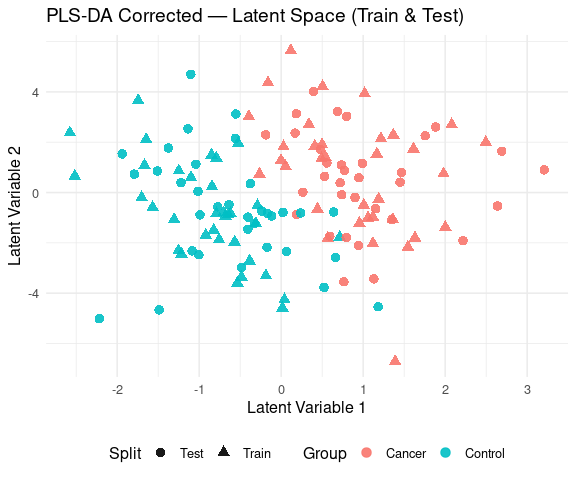 PLS-DA Corrected — Latent Space (Train & Test)
4
0
-4
Latent Variable 2
-2
-1
0
1
2
3
Latent Variable 1
Split Test Train Group Cancer Control